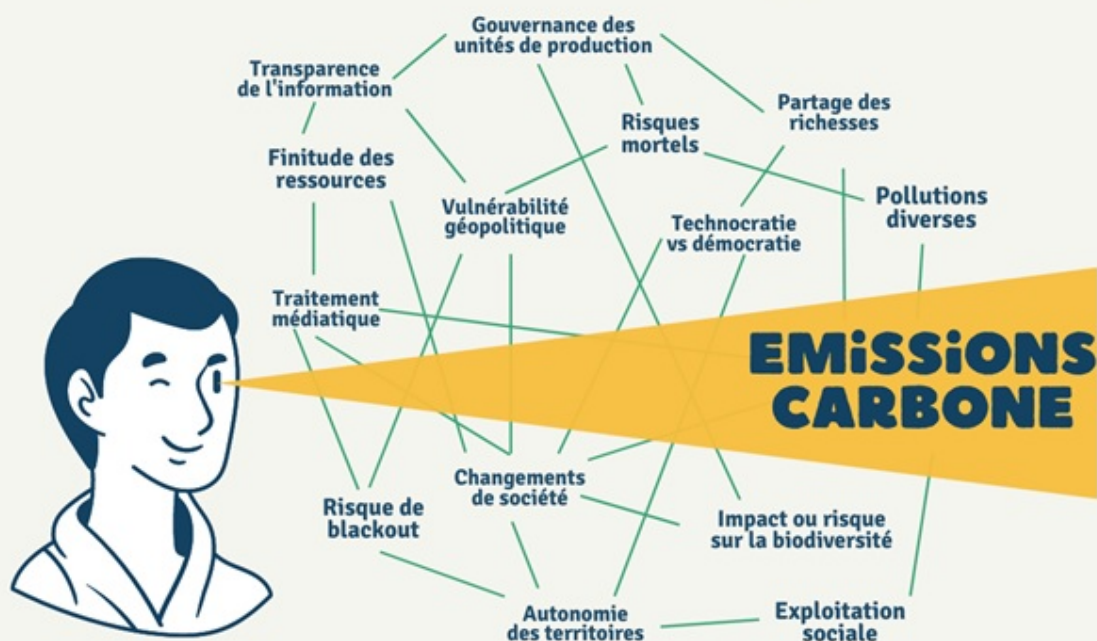 Gouvernance des
unités de production
Transparence
de l'information
Partage des
richesses
Risques
mortels
Finitude des
ressources
Pollutions
diverses
Vulnérabilité
géopolitique
Technocratie
vs démocratie
Traitement
médiatique
EMiSSiONS
CARBONE
Changements
de société
Risque de
blackout
Impact ou risque
sur la biodiversité
Autonomie
des territoires
Exploitation
sociale